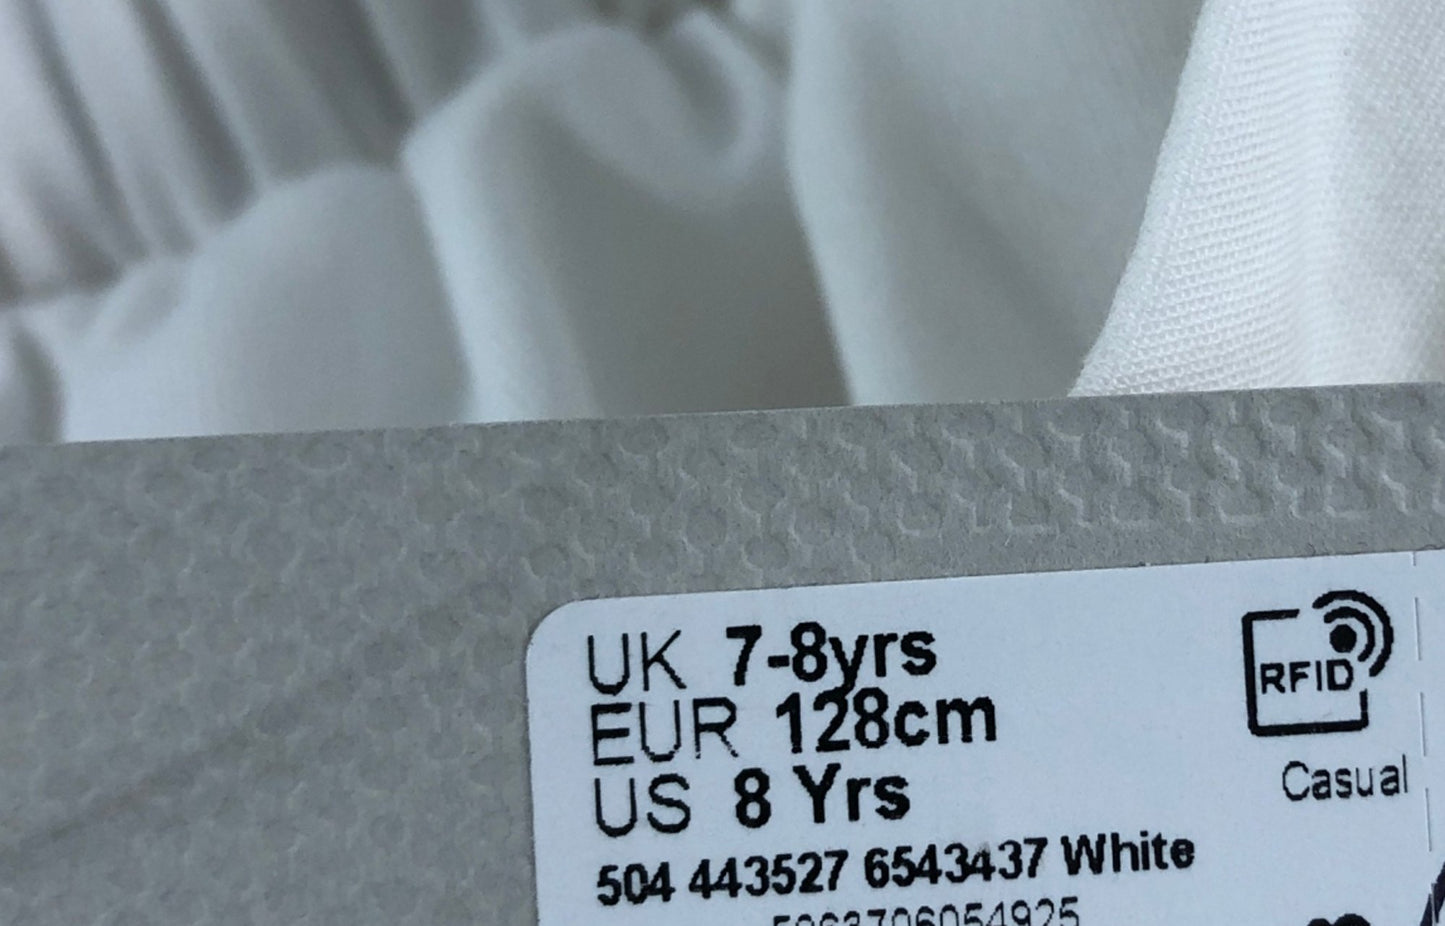 UK 7-8yrs
EUR 128cm
US 8 Yrs
504 443527 6543437 White
RFID
Casual